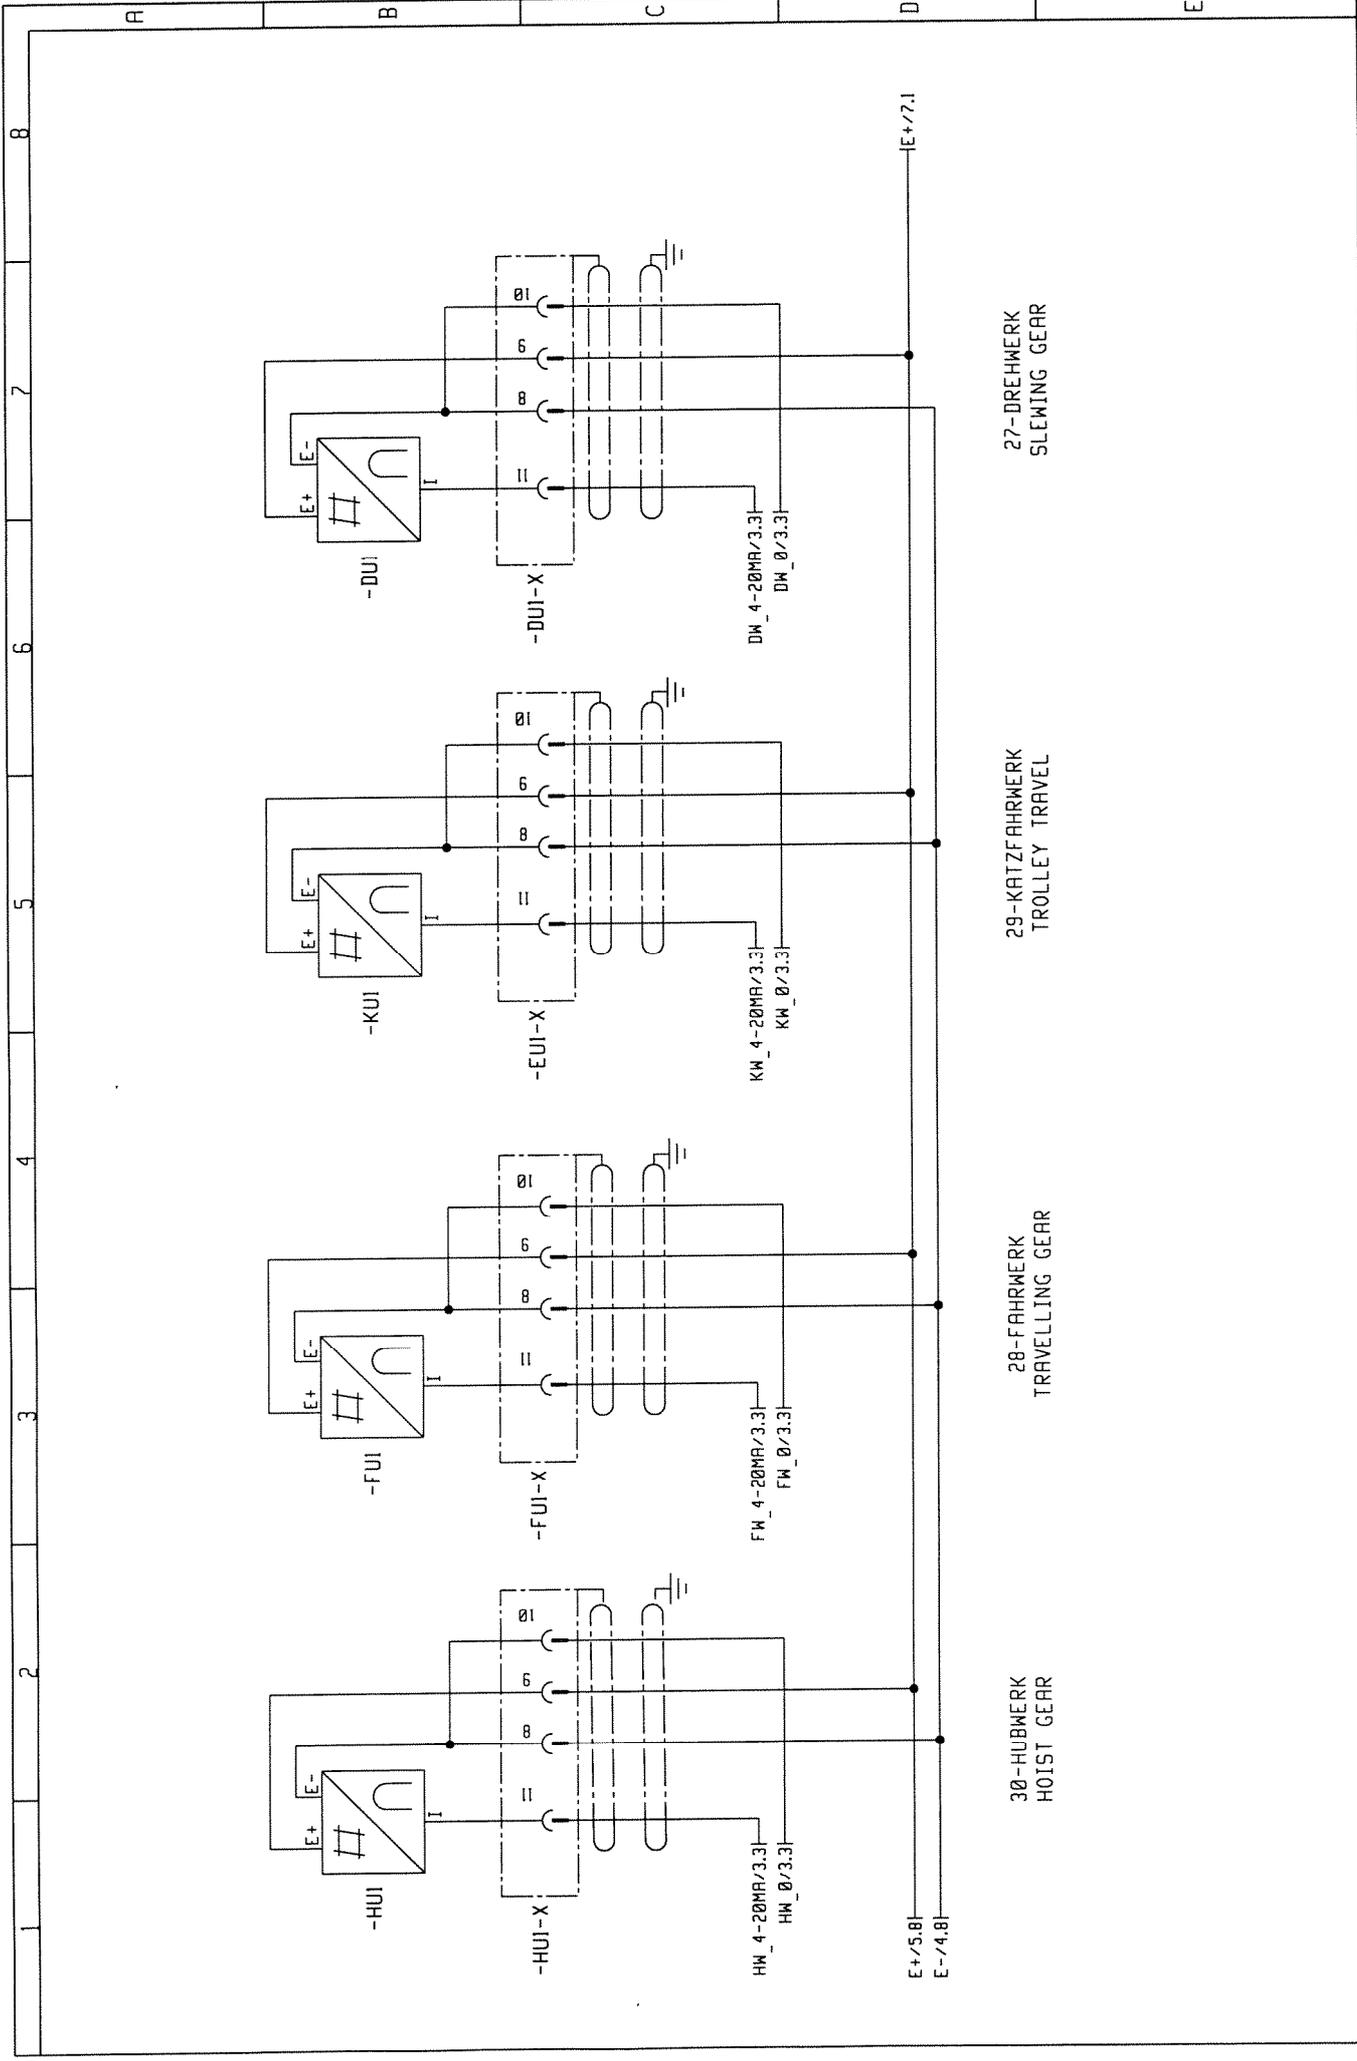 1
2
3
4
5
6
7
8
A
B
C
D
E
-HU1
E+
E-
I
-HU1-X
11
8
9
10
HW_4-20MA/3.3
HW_0/3.3
-FU1
E+
E-
I
-FU1-X
11
8
9
10
FW_4-20MA/3.3
FW_0/3.3
-KU1
E+
E-
I
-EU1-X
11
8
9
10
KW_4-20MA/3.3
KW_0/3.3
-DU1
E+
E-
I
-DU1-X
11
8
9
10
DW_4-20MA/3.3
DW_0/3.3
E+/5.8
E-/4.8
E+/7.1
30-HUBWERK
HOIST GEAR
28-FAHRWERK
TRAVELLING GEAR
29-KATZFAHRWERK
TROLLEY TRAVEL
27-DREHWERK
SLEWING GEAR